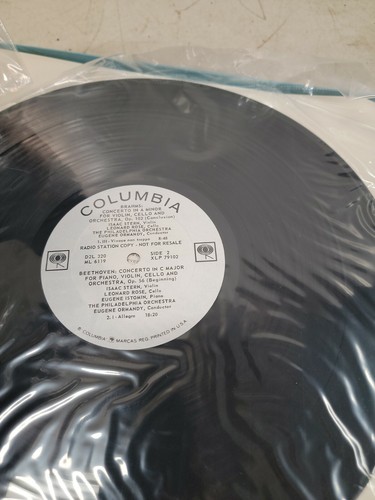 COLUMBIA
BRAHMS:
CONCERTO IN A MINOR
FOR VIOLIN, CELLO AND
ORCHESTRA, Op. 102 (Conclusion)
ISAAC STERN, Violin
LEONARD ROSE, Cello
THE PHILADELPHIA ORCHESTRA
EUGENE ORMANDY, Conductor
1. III - Vivace non troppo 8:46
RADIO STATION COPY - NOT FOR RESALE
D2L 320 SIDE 2
ML 6119 XLP 79102
BEETHOVEN: CONCERTO IN C MAJOR
FOR PIANO, VIOLIN, CELLO AND
ORCHESTRA, Op. 56 (Beginning)
ISAAC STERN, Violin
LEONARD ROSE, Cello
EUGENE ISTOMIN, Piano
THE PHILADELPHIA ORCHESTRA
EUGENE ORMANDY, Conductor
2. I - Allegro 16:20
® COLUMBIA MARCAS REG. PRINTED IN U.S.A.